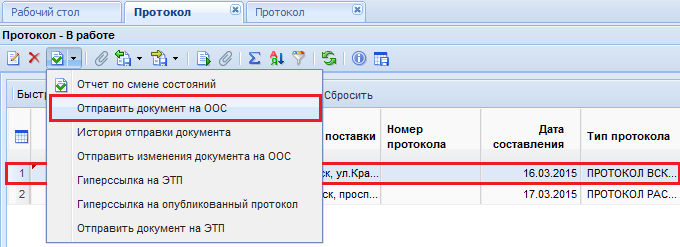 Рабочий стол Протокол Протокол
Протокол - В работе
Быстр Сбросить
Отчет по смене состояний
Отправить документ на ООС
История отправки документа
Отправить изменения документа на ООС
Гиперссылка на ЭТП
Гиперссылка на опубликованный протокол
Отправить документ на ЭТП
поставки Номер протокола Дата составления Тип протокола
1 ск, ул.Кра... 16.03.2015 ПРОТОКОЛ ВСК...
2 ск, просп... 17.03.2015 ПРОТОКОЛ РАС...